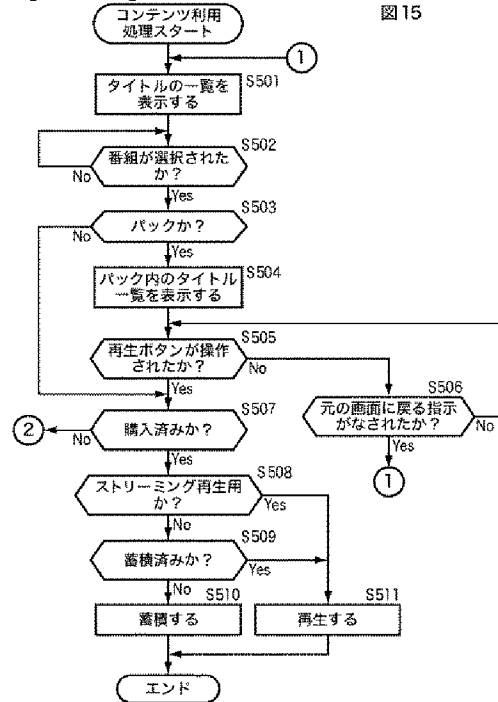 図15
コンテンツ利用
処理スタート
1
タイトルの一覧を
表示する
S501
番組が選択された
か?
S502
No
Yes
パックか?
S503
No
Yes
パック内のタイトル
一覧を表示する
S504
再生ボタンが操作
されたか?
S505
No
Yes
元の画面に戻る指示
がなされたか?
S506
No
Yes
1
購入済みか?
S507
2
No
Yes
ストリーミング再生用
か?
S508
Yes
No
蓄積済みか?
S509
Yes
No
蓄積する
S510
再生する
S511
エンド